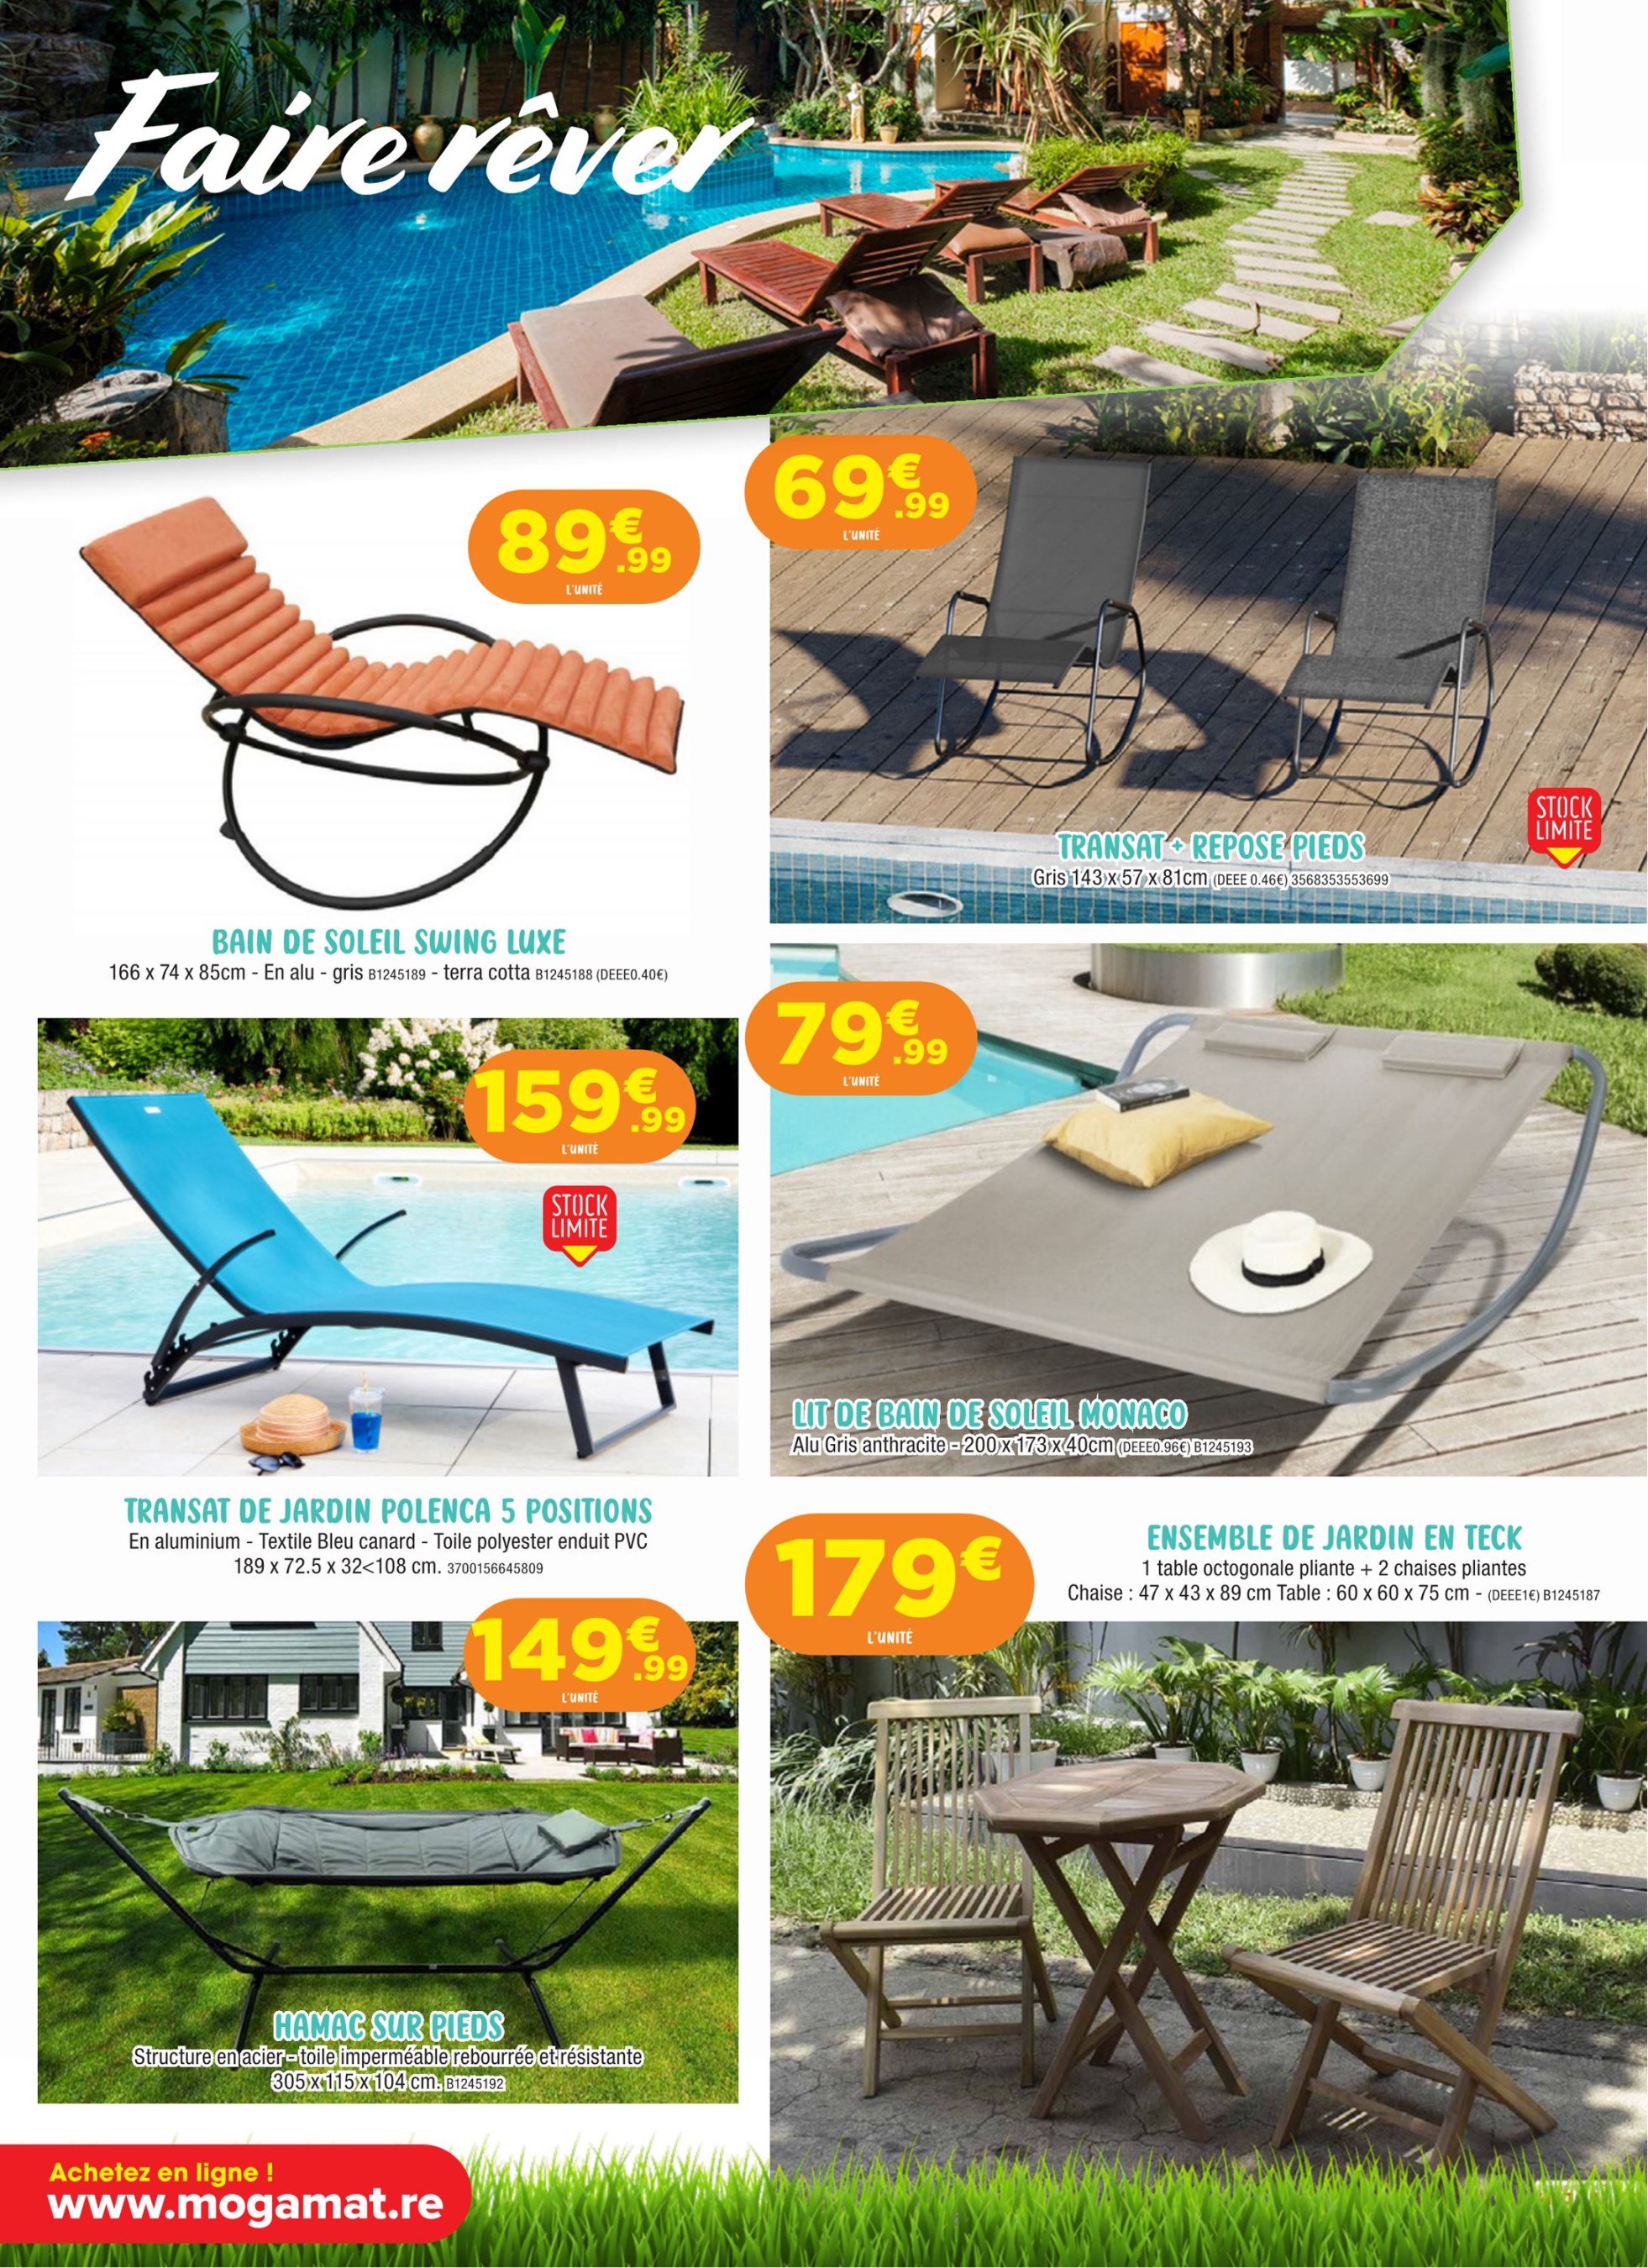 Faire rêver
89€.99
L'UNITÉ
BAIN DE SOLEIL SWING LUXE
166 x 74 x 85cm - En alu - gris B1245189 - terra cotta B1245188 (DEEE0.40€)
69€.99
L'UNITÉ
STOCK
LIMITE
TRANSAT + REPOSE PIEDS
Gris 143 x 57 x 81cm (DEEE 0.46€) 3568353553699
159€.99
L'UNITÉ
STOCK
LIMITE
TRANSAT DE JARDIN POLENCA 5 POSITIONS
En aluminium - Textile Bleu canard - Toile polyester enduit PVC
189 x 72.5 x 32<108 cm. 3700156645809
79€.99
L'UNITÉ
LIT DE BAIN DE SOLEIL MONACO
Alu Gris anthracite - 200 x 173 x 40cm (DEEE0.96€) B1245193
149€.99
L'UNITÉ
HAMAC SUR PIEDS
Structure en acier - toile imperméable rebourrée et résistante
305 x 115 x 104 cm. B1245192
179€
L'UNITÉ
ENSEMBLE DE JARDIN EN TECK
1 table octogonale pliante + 2 chaises pliantes
Chaise : 47 x 43 x 89 cm Table : 60 x 60 x 75 cm - (DEEE1€) B1245187
Achetez en ligne !
www.mogamat.re